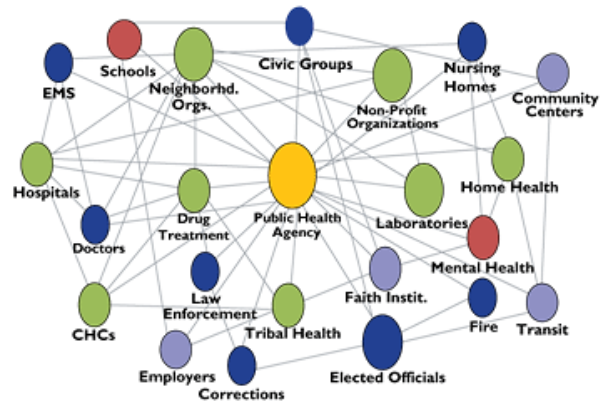 Schools
Civic Groups
EMS
Neighborhd.
Orgs.
Nursing
Homes
Non-Profit
Organizations
Community
Centers
Hospitals
Drug
Treatment
Public Health
Agency
Laboratories
Home Health
Doctors
Mental Health
Law
Enforcement
Faith Instit.
CHCs
Tribal Health
Fire
Transit
Employers
Corrections
Elected Officials